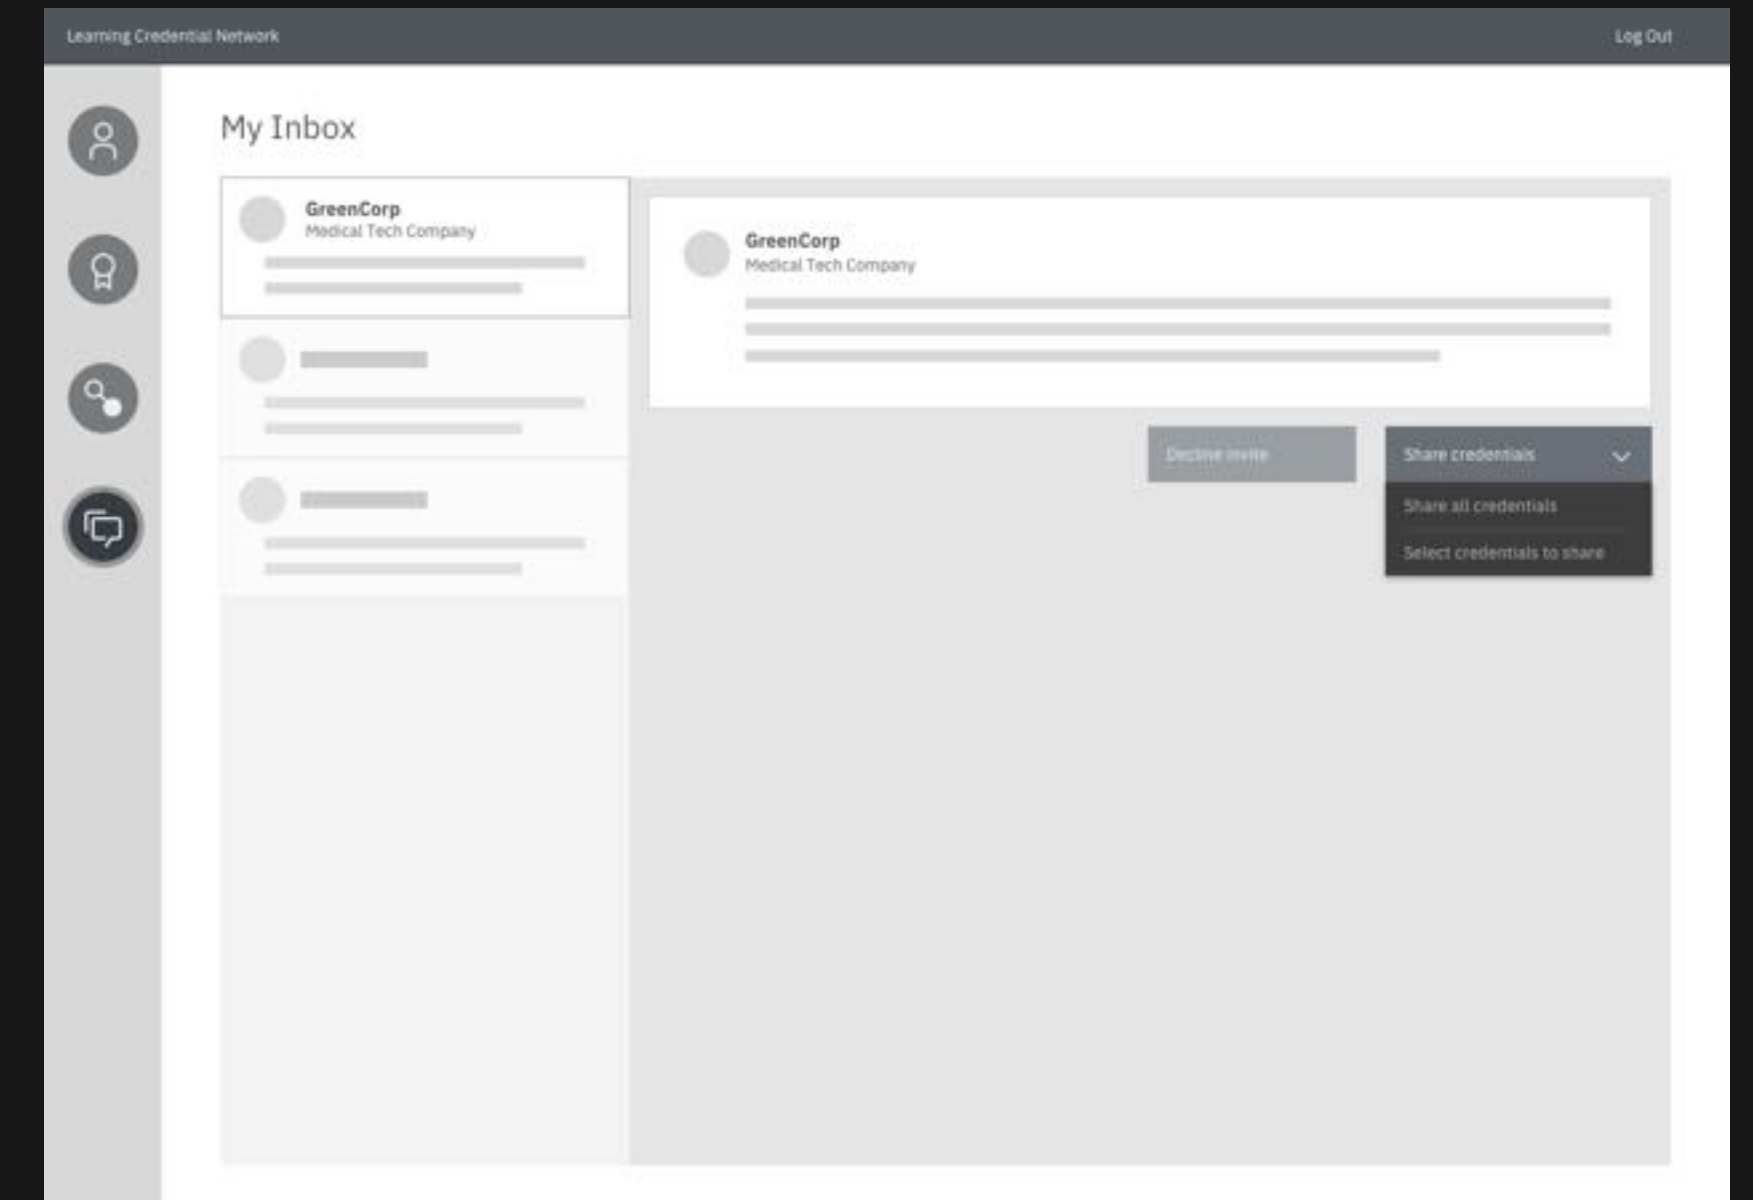 Learning Credential Network
Log Out
My Inbox
GreenCorp
Medical Tech Company
GreenCorp
Medical Tech Company
Decline invite
Share credentials
Share all credentials
Select credentials to share